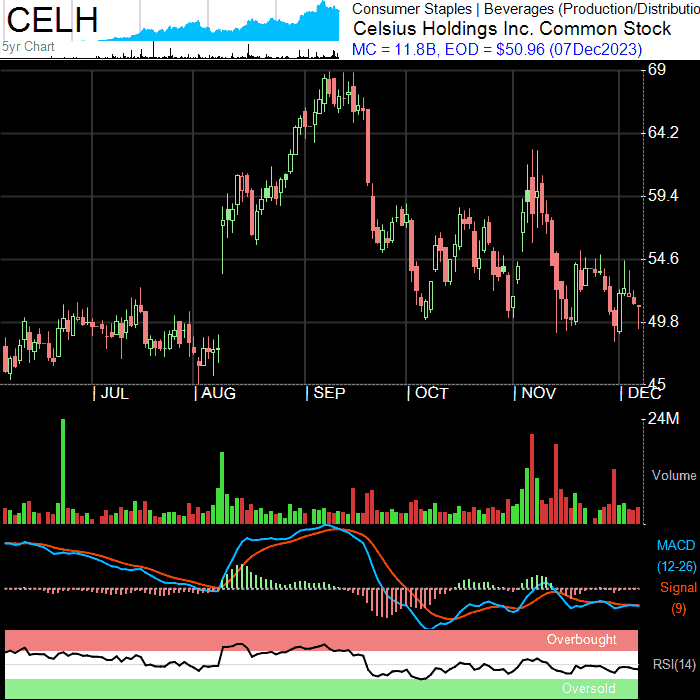 CELH
5yr Chart
Consumer Staples | Beverages (Production/Distributio
Celsius Holdings Inc. Common Stock
MC = 11.8B, EOD = $50.96 (07Dec2023)
69
64.2
59.4
54.6
49.8
45
JUL AUG SEP OCT NOV DEC
24M
Volume
MACD
(12-26)
Signal
(9)
Overbought
RSI(14)
Oversold